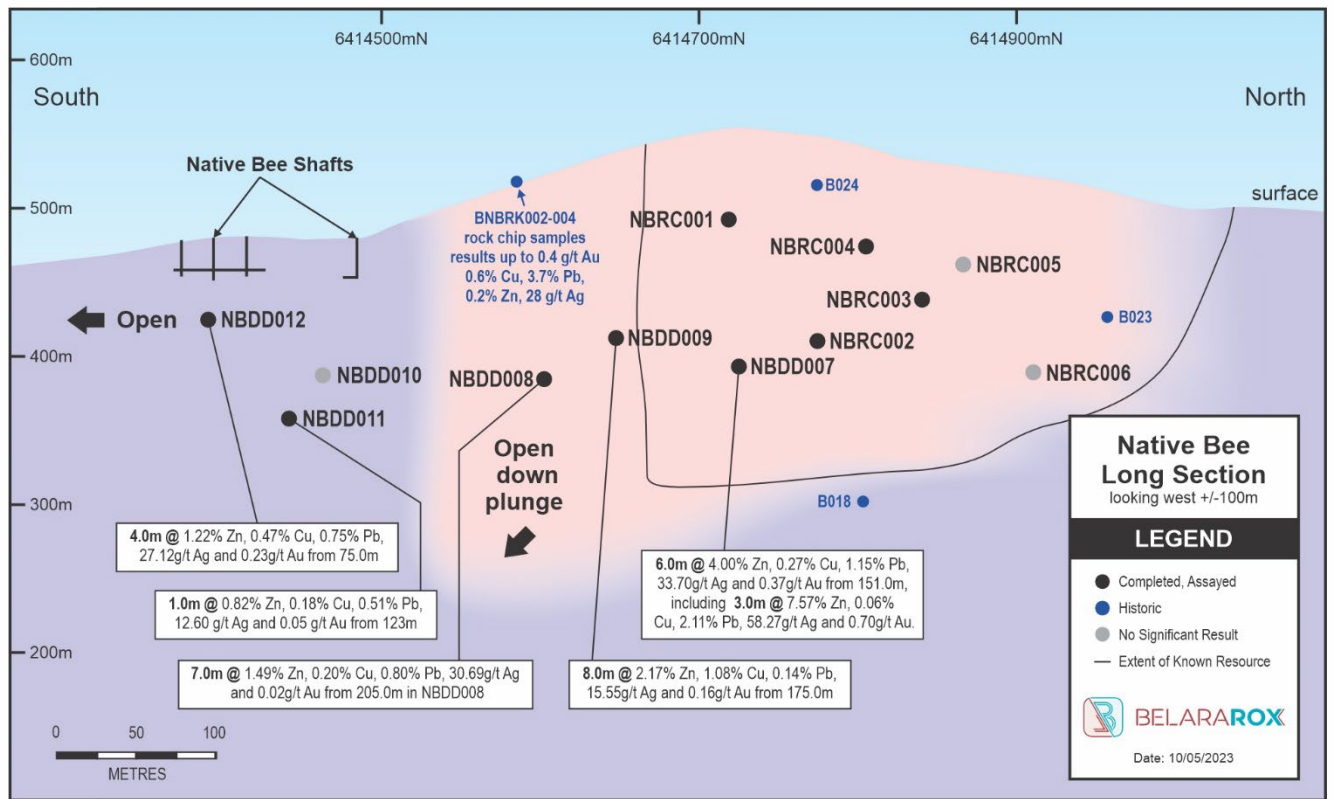 6414500mN
6414700mN
6414900mN
600m
South
North
Native Bee Shafts
500m
surface
BNBRK002-004
rock chip samples
results up to 0.4 g/t Au
0.6% Cu, 3.7% Pb,
0.2% Zn, 28 g/t Ag
B024
NBRC001
NBRC004
NBRC005
NBRC003
Open
NBDD012
B023
NBDD009
NBRC002
400m
NBDD010
NBDD008
NBDD007
NBRC006
NBDD011
Open
down
plunge
300m
B018
4.0m @ 1.22% Zn, 0.47% Cu, 0.75% Pb,
27.12g/t Ag and 0.23g/t Au from 75.0m
1.0m @ 0.82% Zn, 0.18% Cu, 0.51% Pb,
12.60 g/t Ag and 0.05 g/t Au from 123m
6.0m @ 4.00% Zn, 0.27% Cu, 1.15% Pb,
33.70g/t Ag and 0.37g/t Au from 151.0m,
including 3.0m @ 7.57% Zn, 0.06%
Cu, 2.11% Pb, 58.27g/t Ag and 0.70g/t Au.
200m
7.0m @ 1.49% Zn, 0.20% Cu, 0.80% Pb, 30.69g/t Ag
and 0.02g/t Au from 205.0m in NBDD008
8.0m @ 2.17% Zn, 1.08% Cu, 0.14% Pb,
15.55g/t Ag and 0.16g/t Au from 175.0m
0 50 100
METRES
Native Bee
Long Section
looking west +/-100m
LEGEND
Completed, Assayed
Historic
No Significant Result
Extent of Known Resource
BELARAROX
Date: 10/05/2023